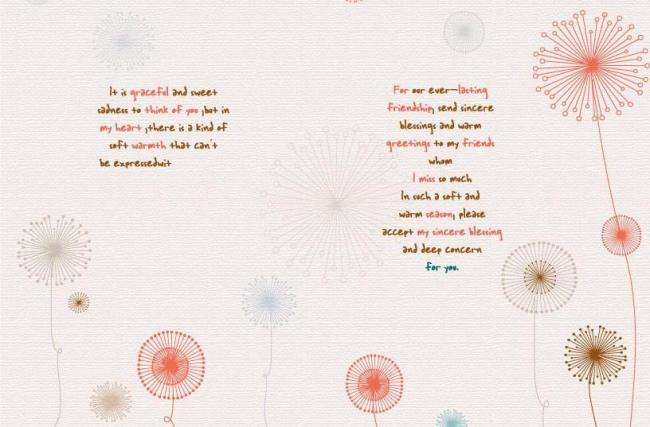 It is graceful and sweet
sadness to think of you ,but in
my heart ,there is a kind of
soft warmth that can't
be expressedwit
For our ever—lasting
friendship, send sincere
blessings and warm
greetings to my friends
whom
I miss so much
In such a soft and
warm season, please
accept my sincere blessing
and deep concern
for you.